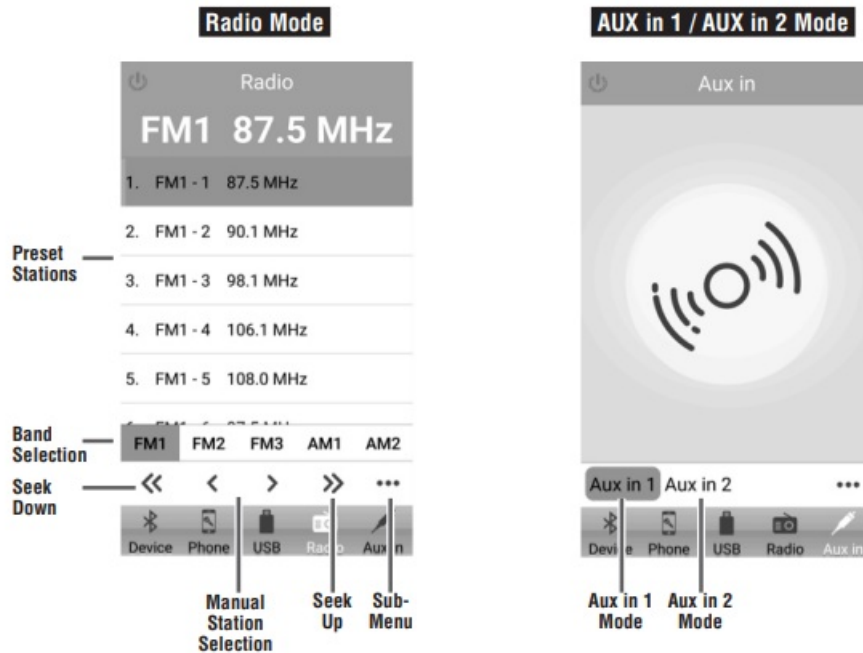 Radio Mode
Radio
FM1 87.5 MHz
1. FM1 - 1 87.5 MHz
2. FM1 - 2 90.1 MHz
3. FM1 - 3 98.1 MHz
4. FM1 - 4 106.1 MHz
5. FM1 - 5 108.0 MHz
FM1 FM2 FM3 AM1 AM2
Device Phone USB Radio Aux in
Preset
Stations
Band
Selection
Seek
Down
Manual
Station
Selection
Seek
Up
Sub-
Menu
AUX in 1 / AUX in 2 Mode
Aux in
Aux in 1 Aux in 2
Device Phone USB Radio Aux in
Aux in 1
Mode
Aux in 2
Mode